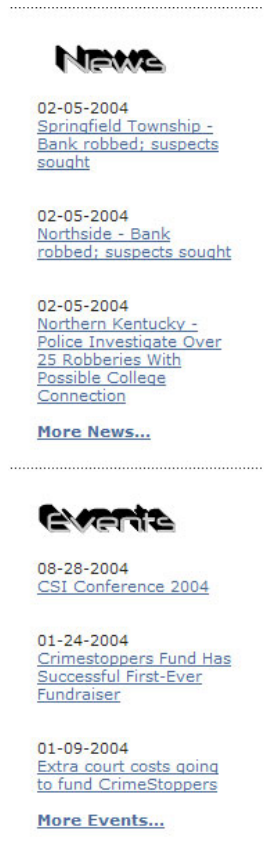 News
02-05-2004
Springfield Township -
Bank robbed; suspects
sought
02-05-2004
Northside - Bank
robbed; suspects sought
02-05-2004
Northern Kentucky -
Police Investigate Over
25 Robberies With
Possible College
Connection
More News...
Events
08-28-2004
CSI Conference 2004
01-24-2004
Crimestoppers Fund Has
Successful First-Ever
Fundraiser
01-09-2004
Extra court costs going
to fund CrimeStoppers
More Events...